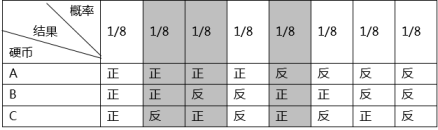 概率
结果
硬币
1/8 1/8 1/8 1/8 1/8 1/8 1/8 1/8
A 正 正 正 正 反 反 反 反
B 正 正 反 反 正 正 反 反
C 正 反 正 反 正 反 正 反